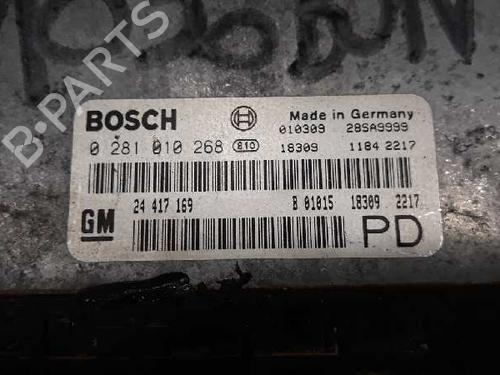 BOSCH Made in Germany
010309 28SA9999
0 281 010 268 810 18309 1184 2217
24 417 169 B 01015 18309 2217
GM PD
B-PARTS